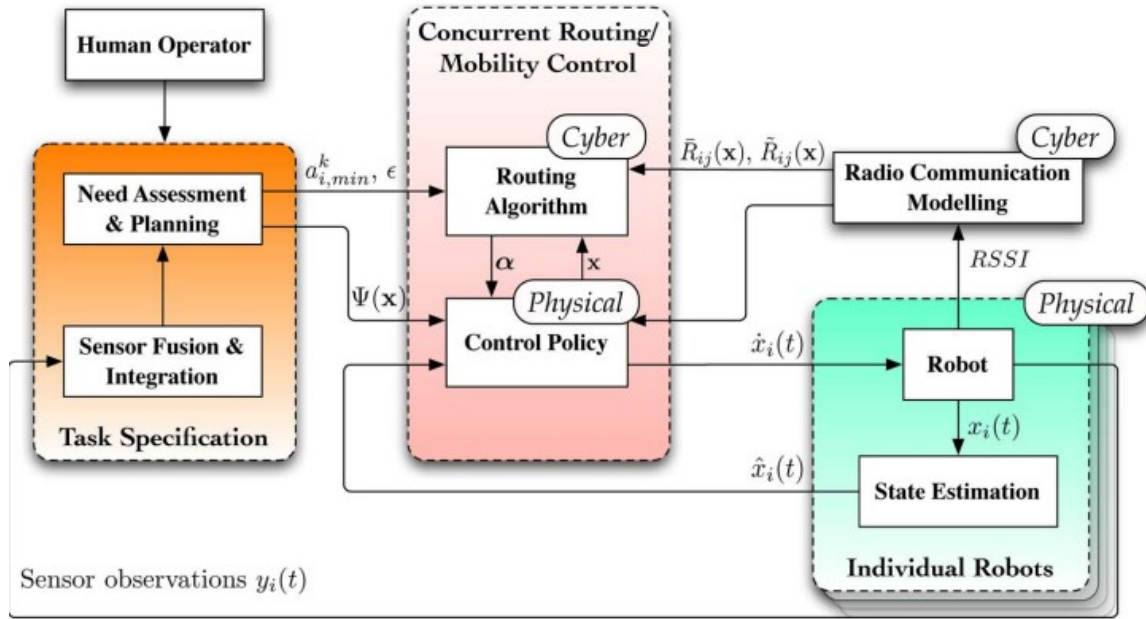 Human Operator
Concurrent Routing/
Mobility Control
Cyber
Routing
Algorithm
α
x
Physical
Control Policy
Need Assessment
& Planning
Sensor Fusion &
Integration
Task Specification
a^k_{i,min}, ϵ
Ψ(x)
R̄_{ij}(x), R̃_{ij}(x)
Cyber
Radio Communication
Modelling
RSSI
Physical
ẋ_i(t)
Robot
x_i(t)
x̂_i(t)
State Estimation
Individual Robots
Sensor observations y_i(t)